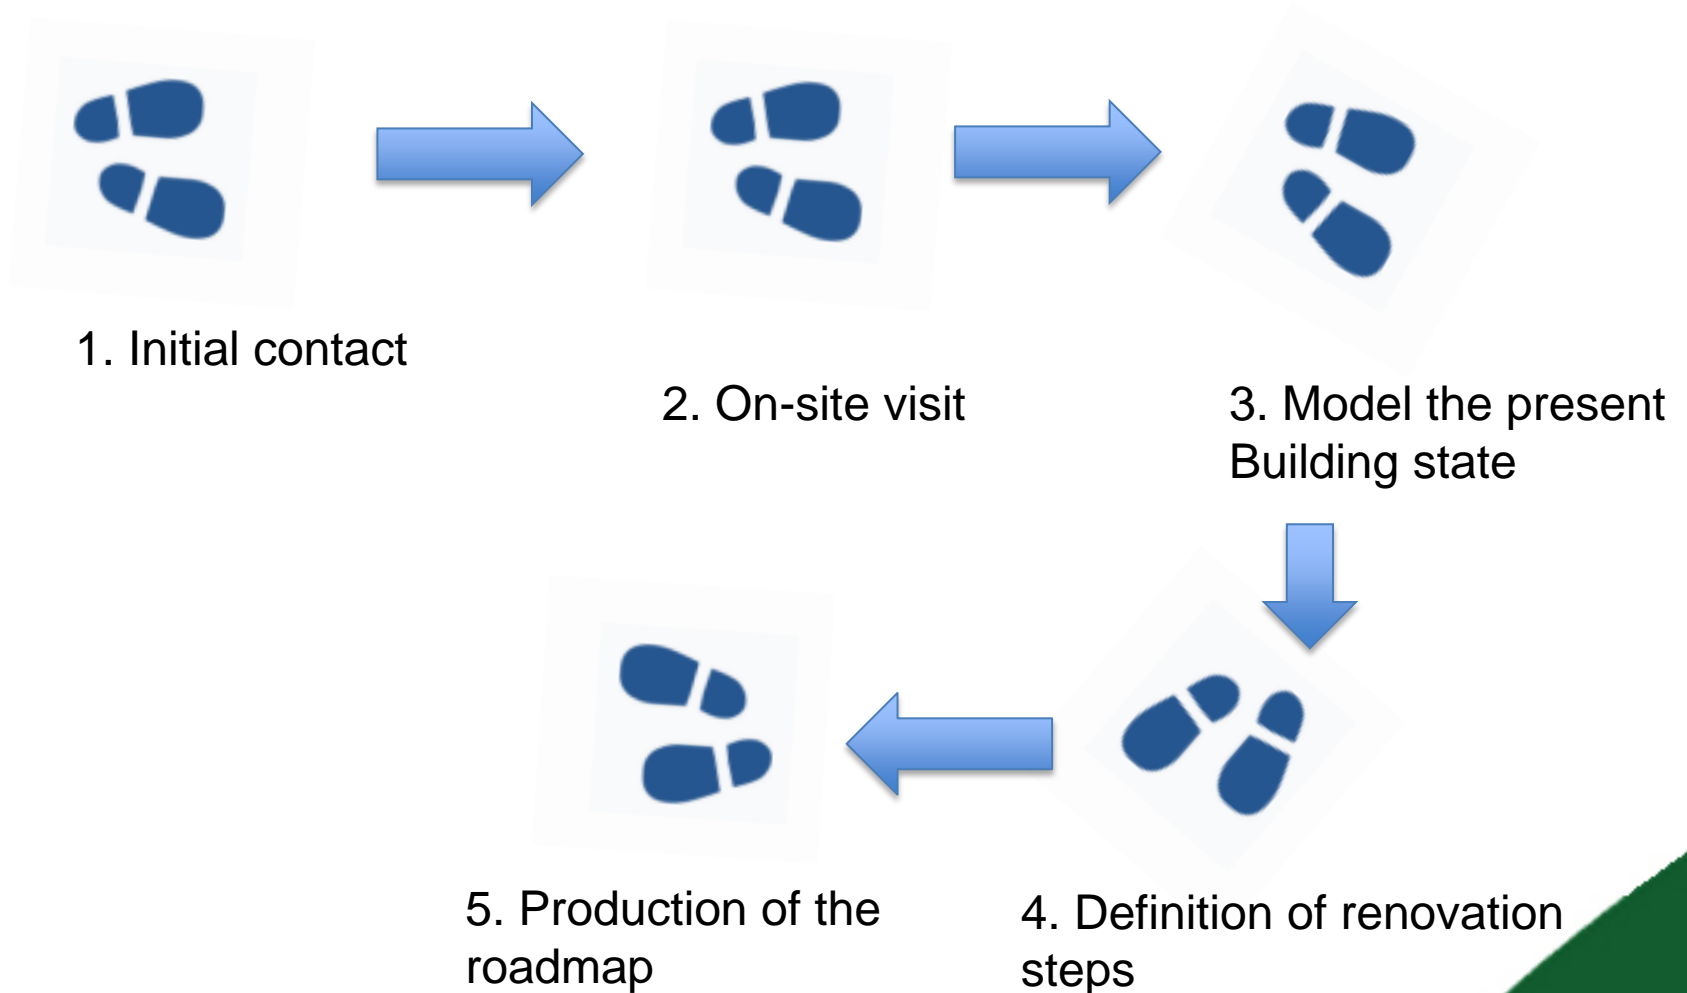 1. Initial contact
2. On-site visit
3. Model the present
Building state
4. Definition of renovation
steps
5. Production of the
roadmap